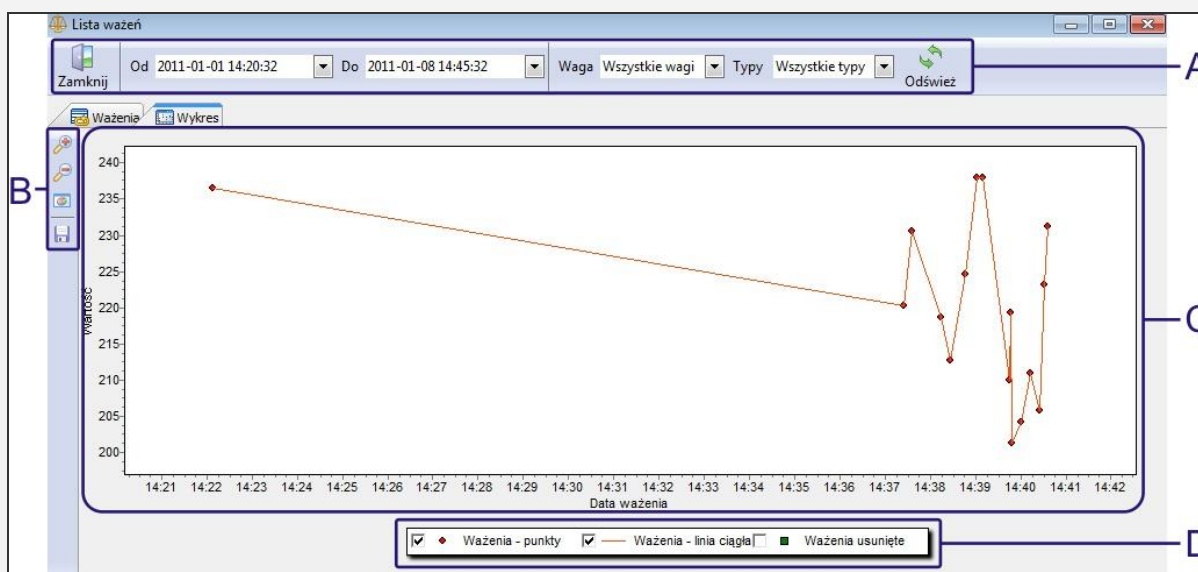 Lista ważeń
Zamknij
Od 2011-01-01 14:20:32 Do 2011-01-08 14:45:32 Waga Wszystkie wagi Typy Wszystkie typy Odśwież
A
Ważenia Wykres
B
240
235
230
225
220
215
210
205
200
Wartość
C
14:21 14:22 14:23 14:24 14:25 14:26 14:27 14:28 14:29 14:30 14:31 14:32 14:33 14:34 14:35 14:36 14:37 14:38 14:39 14:40 14:41 14:42
Data ważenia
Ważenia - punkty Ważenia - linia ciągła Ważenia usunięte
D